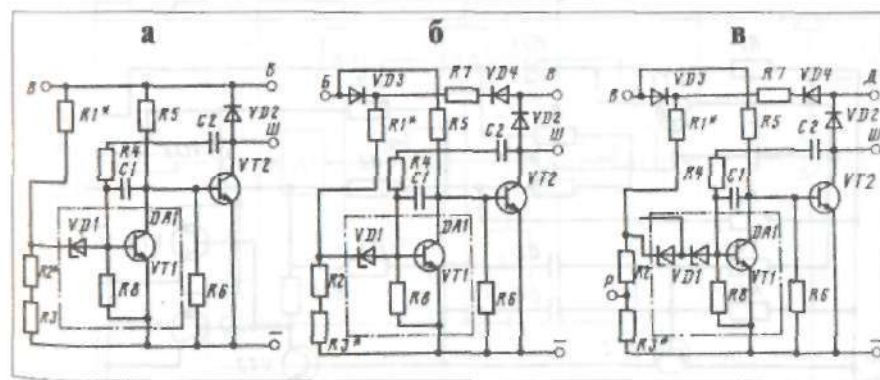 а
В
В
R1*
R5
VD2
C2
Ш
R4
C1
VT2
VD1
DA1
VT1
R2*
R8
R6
R3
–
б
Б
VD3
R7
VD4
В
R1*
R5
VD2
C2
Ш
R4
C1
VT2
VD1
DA1
VT1
R2
R8
R6
R3*
–
в
В
VD3
R7
VD4
Д
R1*
R5
VD2
C2
Ш
R4
C1
VT2
DA1
R2
VD1
VT1
Р
R8
R6
R3*
–